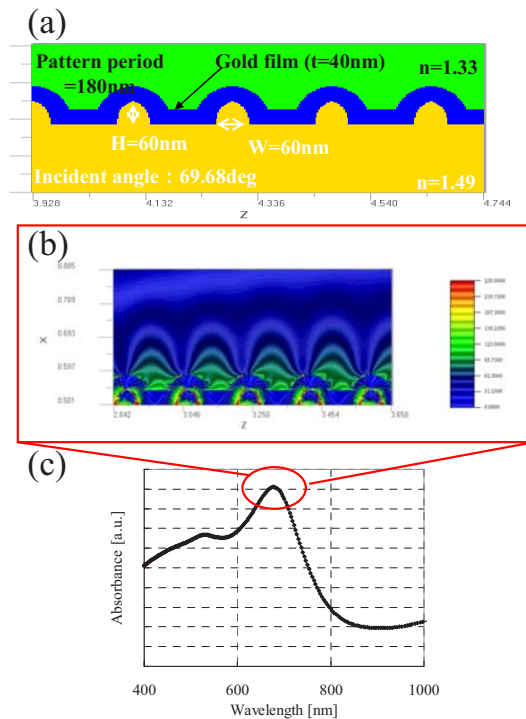 (a)
Pattern period
=180nm
Gold film (t=40nm)
n=1.33
H=60nm
W=60nm
Incident angle : 69.68deg
n=1.49
3.928 4.132 4.336 4.540 4.744
Z
(b)
0.885
0.789
0.693
0.597
0.501
X
2.842 3.046 3.250 3.454 3.658
Z
(c)
Absorbance [a.u.]
400 600 800 1000
Wavelength [nm]